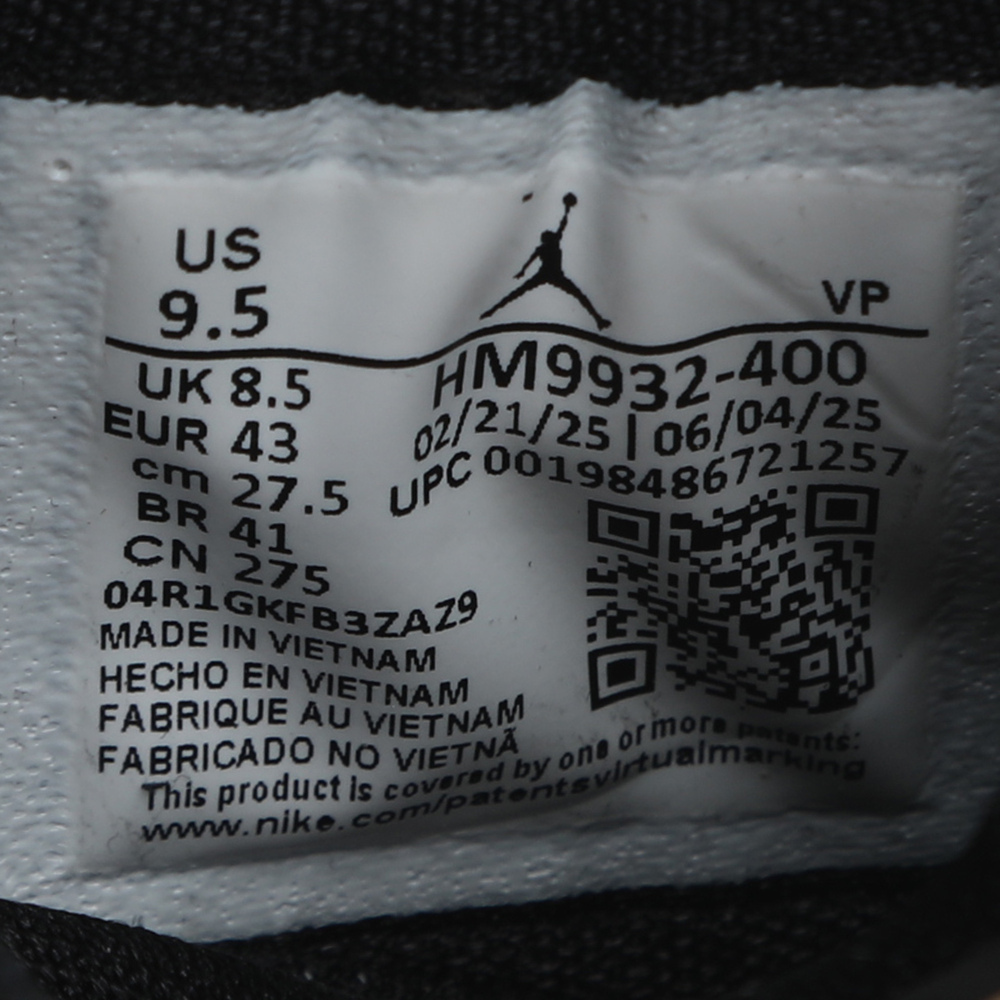 US
9.5
VP
UK 8.5
EUR 43
cm 27.5
BR 41
CN 275
HM9932-400
02/21/25 | 06/04/25
UPC 00198486721257
04R1GKFB3ZAZ9
MADE IN VIETNAM
HECHO EN VIETNAM
FABRIQUE AU VIETNAM
FABRICADO NO VIETNÃ
This product is covered by one or more patents:
www.nike.com/patentsvirtualmarking